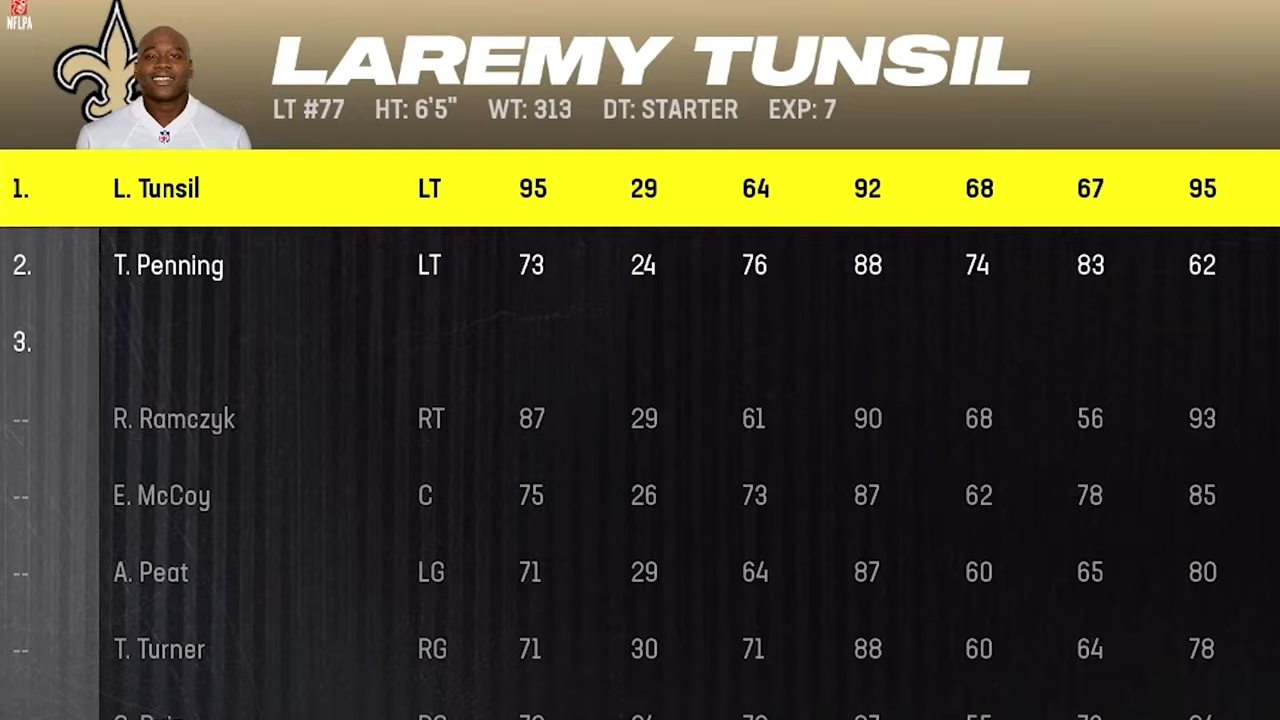 NFLPA
LAREMY TUNSIL
LT #77 HT: 6'5" WT: 313 DT: STARTER EXP: 7
1. L. Tunsil LT 95 29 64 92 68 67 95
2. T. Penning LT 73 24 76 88 74 83 62
3.
-- R. Ramczyk RT 87 29 61 90 68 56 93
-- E. McCoy C 75 26 73 87 62 78 85
-- A. Peat LG 71 29 64 87 60 65 80
-- T. Turner RG 71 30 71 88 60 64 78